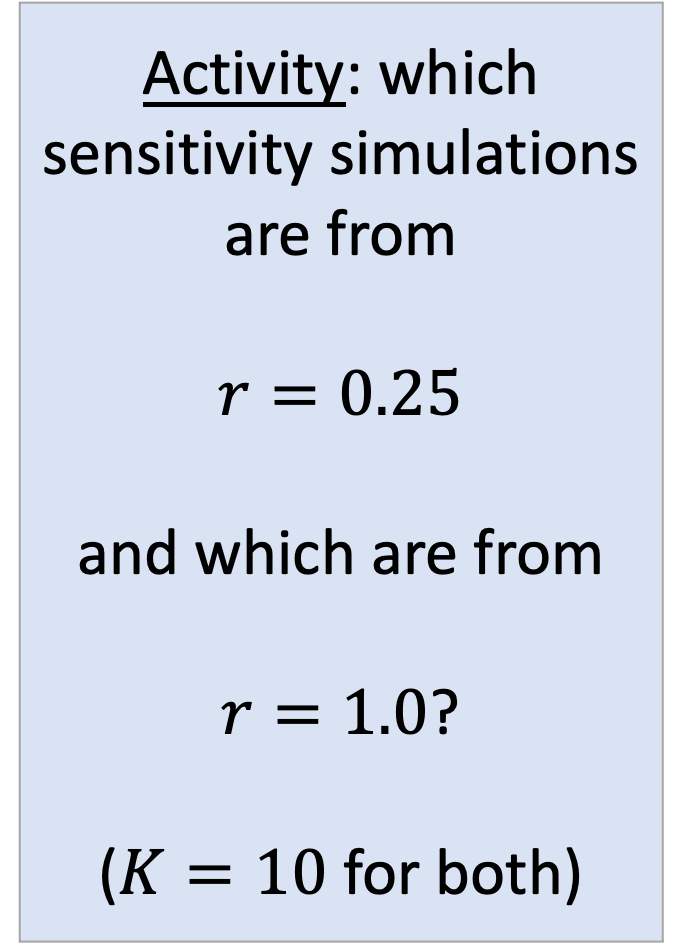 Activity: which
sensitivity simulations
are from
r = 0.25
and which are from
r = 1.0?
(K = 10 for both)